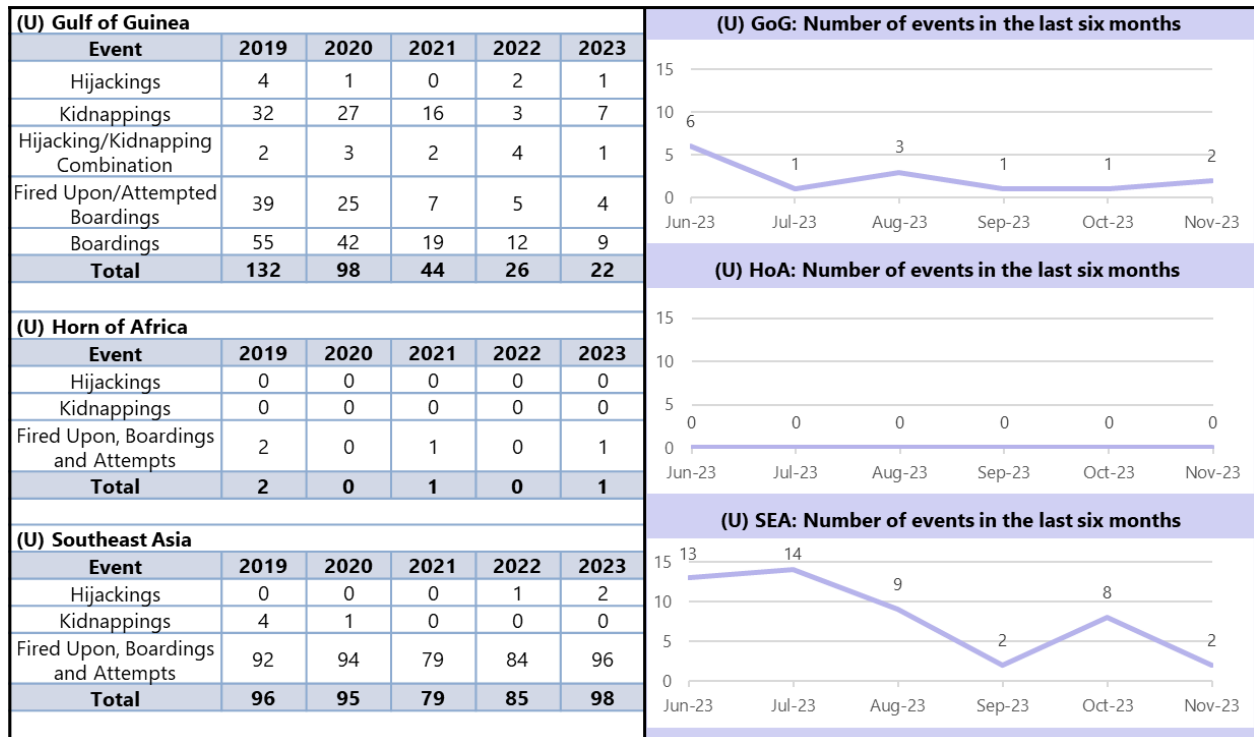 (U) Gulf of Guinea
Event 2019 2020 2021 2022 2023
Hijackings 4 1 0 2 1
Kidnappings 32 27 16 3 7
Hijacking/Kidnapping
Combination 2 3 2 4 1
Fired Upon/Attempted
Boardings 39 25 7 5 4
Boardings 55 42 19 12 9
Total 132 98 44 26 22
(U) Horn of Africa
Event 2019 2020 2021 2022 2023
Hijackings 0 0 0 0 0
Kidnappings 0 0 0 0 0
Fired Upon, Boardings
and Attempts 2 0 1 0 1
Total 2 0 1 0 1
(U) Southeast Asia
Event 2019 2020 2021 2022 2023
Hijackings 0 0 0 1 2
Kidnappings 4 1 0 0 0
Fired Upon, Boardings
and Attempts 92 94 79 84 96
Total 96 95 79 85 98
(U) GoG: Number of events in the last six months
15
10
5
0
6 1 3 1 1 2
Jun-23 Jul-23 Aug-23 Sep-23 Oct-23 Nov-23
(U) HoA: Number of events in the last six months
15
10
5
0
0 0 0 0 0 0
Jun-23 Jul-23 Aug-23 Sep-23 Oct-23 Nov-23
(U) SEA: Number of events in the last six months
15
10
5
0
13 14 9 2 8 2
Jun-23 Jul-23 Aug-23 Sep-23 Oct-23 Nov-23